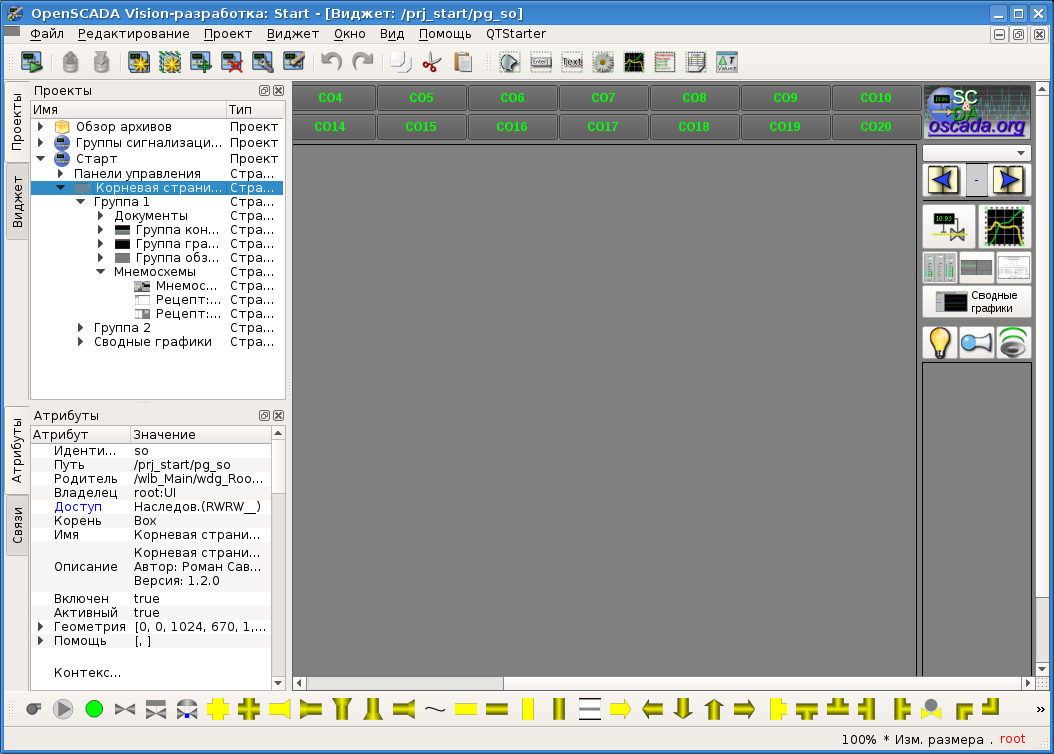 OpenSCADA Vision-разработка: Start - [Виджет: /prj_start/pg_so]
Файл Редактирование Проект Виджет Окно Вид Помощь QTStarter
Проекты
Виджет
Проекты
Имя Тип
Обзор архивов Проект
Группы сигнализаци... Проект
Старт Проект
Панели управления Стра...
Корневая страни... Стра...
Группа 1 Стра...
Документы Стра...
Группа кон... Стра...
Группа гра... Стра...
Группа обз... Стра...
Мнемосхемы Стра...
Мнемос... Стра...
Рецепт:... Стра...
Рецепт:... Стра...
Группа 2 Стра...
Сводные графики Стра...
Атрибуты
Связи
Атрибуты
Атрибут Значение
Иденти... so
Путь /prj_start/pg_so
Родитель /wlb_Main/wdg_Roo...
Владелец root:UI
Доступ Наследов.(RWRW__)
Корень Box
Имя Корневая страни...
Описание Корневая страни...
Автор: Роман Сав...
Версия: 1.2.0
Включен true
Активный true
Геометрия [0, 0, 1024, 670, 1,...
Помощь [, ]
Контекс...
Text
CO4 CO5 CO6 CO7 CO8 CO9 CO10
CO14 CO15 CO16 CO17 CO18 CO19 CO20
10.95
SC
&
DA
oscada.org
-
10.95
Сводные
графики
100% * Изм. размера . root